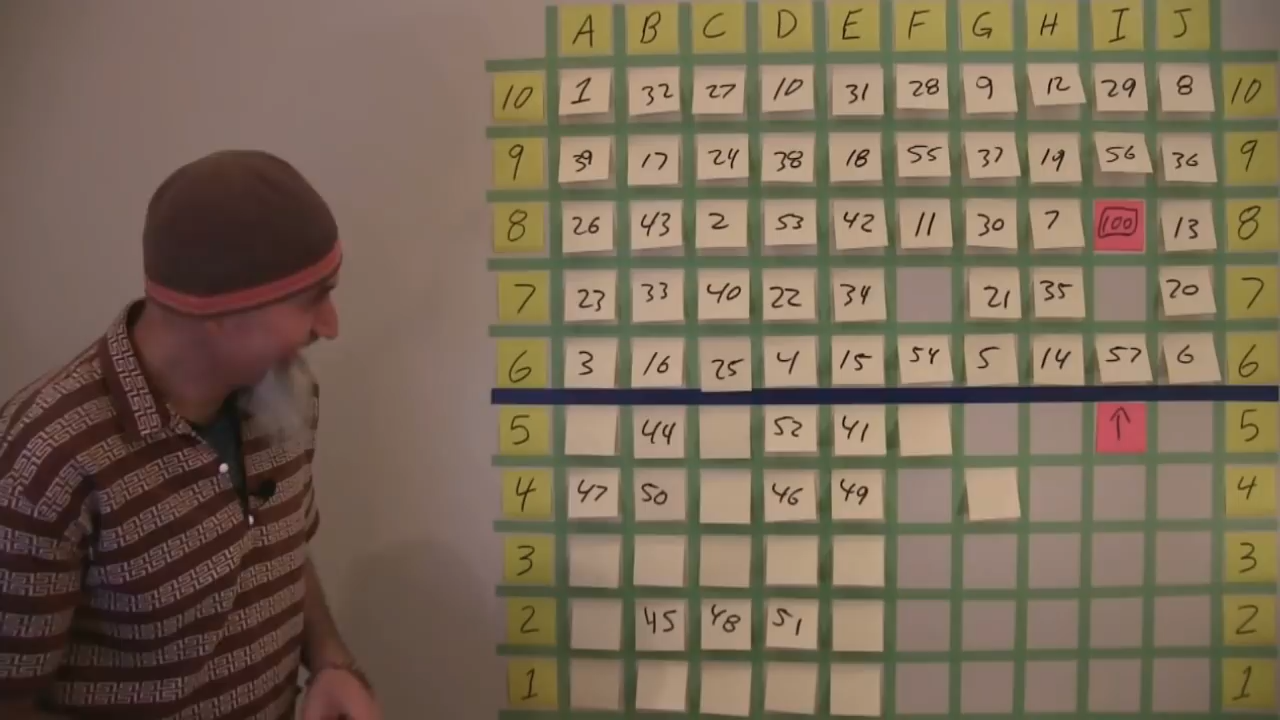 A B C D E F G H I J
10 1 32 27 10 31 28 9 12 29 8 10
9 39 17 24 38 18 55 37 19 56 36 9
8 26 43 2 53 42 11 30 7 100 13 8
7 23 33 40 22 34 21 35 20 7
6 3 16 25 4 15 54 5 14 57 6 6
5 44 52 41 ↑ 5
4 47 50 46 49 4
3 3
2 45 48 51 2
1 1